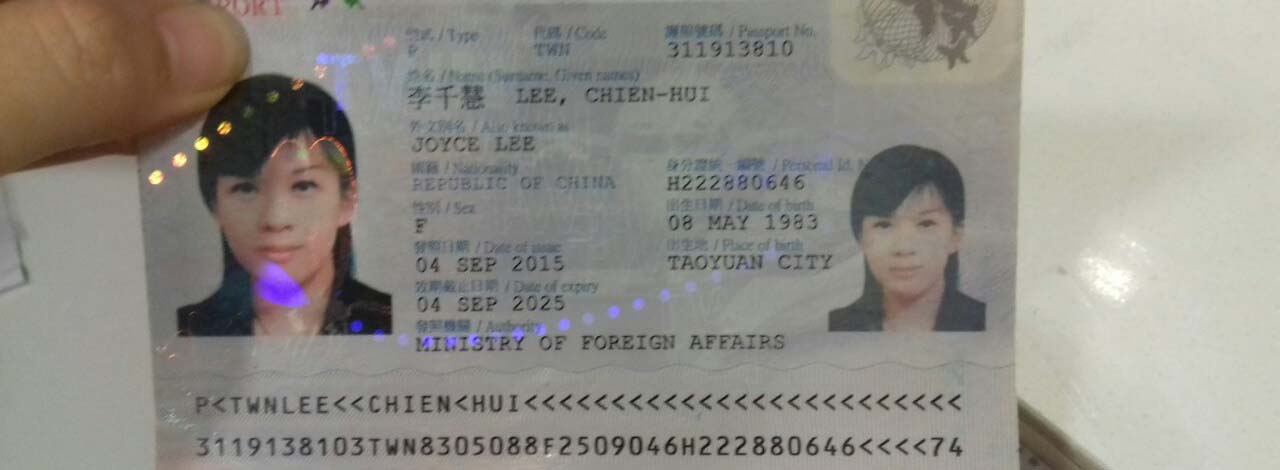 PORT
型式 / Type 代碼 / Code 護照號碼 / Passport No.
P TWN 311913810
姓名 / Name (Surname, Given names)
李千慧 LEE, CHIEN-HUI
外文別名 / Also known as
JOYCE LEE
國籍 / Nationality 身分證統一編號 / Personal Id.
REPUBLIC OF CHINA H222880646
性別 / Sex 出生日期 / Date of birth
F 08 MAY 1983
發照日期 / Date of issue 出生地 / Place of birth
04 SEP 2015 TAOYUAN CITY
效期截止日期 / Date of expiry
04 SEP 2025
發照機關 / Authority
MINISTRY OF FOREIGN AFFAIRS
P<TWNLEE<<CHIEN<HUI<<<<<<<<<<<<<<<<<<<<<<<<<
3119138103TWN8305088F2509046H222880646<<<<74